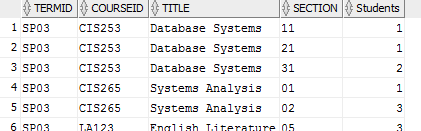 TERMID COURSEID TITLE SECTION Students
1 SP03 CIS253 Database Systems 11 1
2 SP03 CIS253 Database Systems 21 1
3 SP03 CIS253 Database Systems 31 2
4 SP03 CIS265 Systems Analysis 01 1
5 SP03 CIS265 Systems Analysis 02 3
6 SP03 LA123 English Literature 05 3